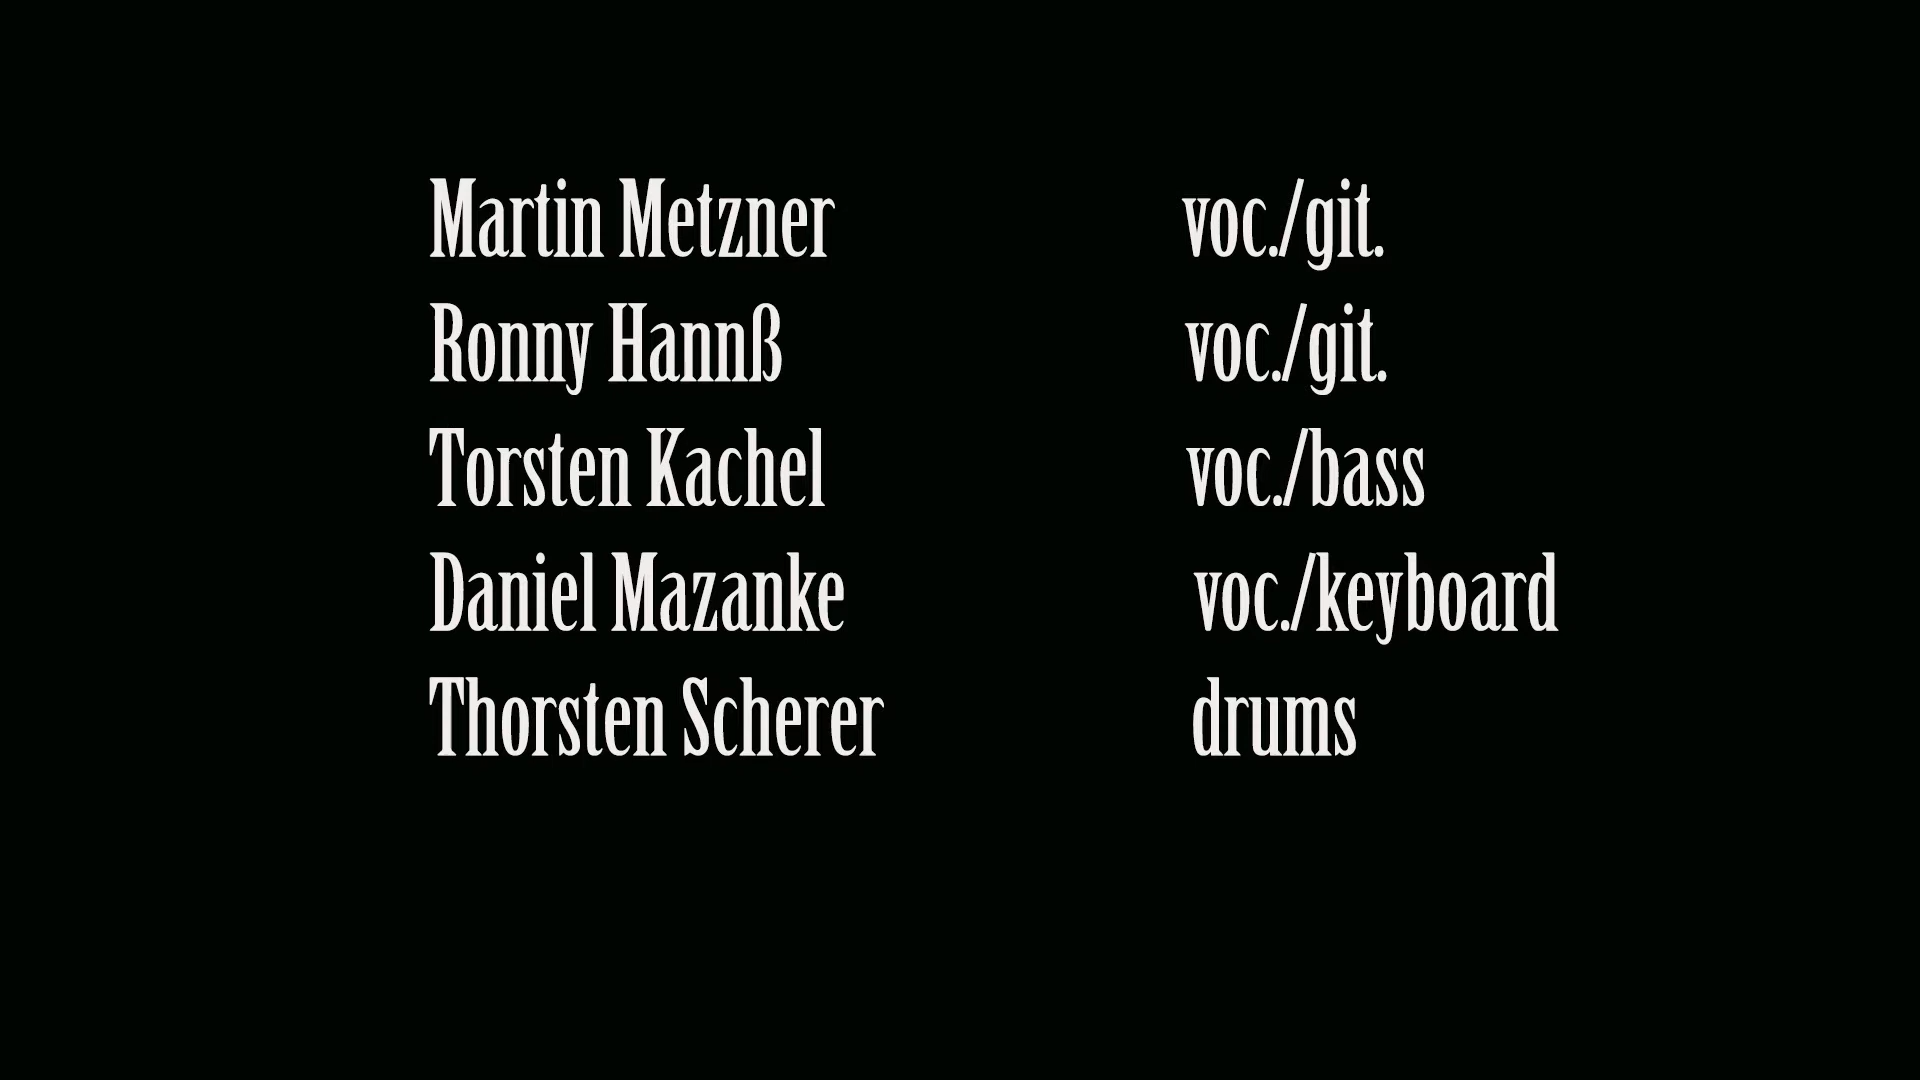 Martin Metzner voc./git.
Ronny Hannß voc./git.
Torsten Kachel voc./bass
Daniel Mazanke voc./keyboard
Thorsten Scherer drums